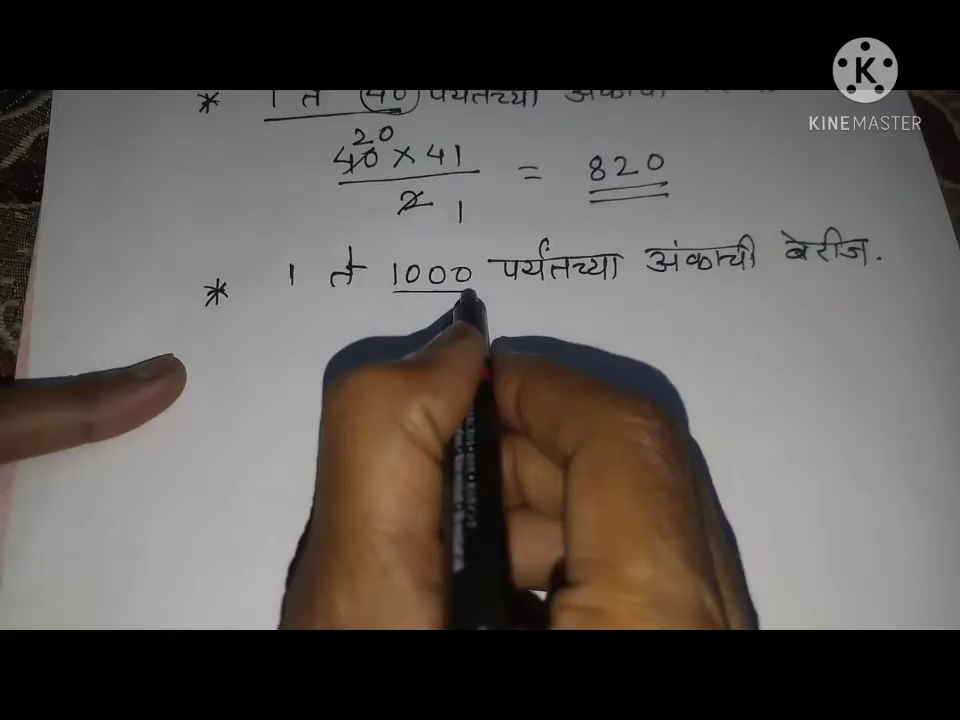 * 1 ते 40 पर्यंतच्या अंकांची
20
40 × 41 = 820
2 1
* 1 ते 1000 पर्यंतच्या अंकाची बेरीज.
K
KINEMASTER